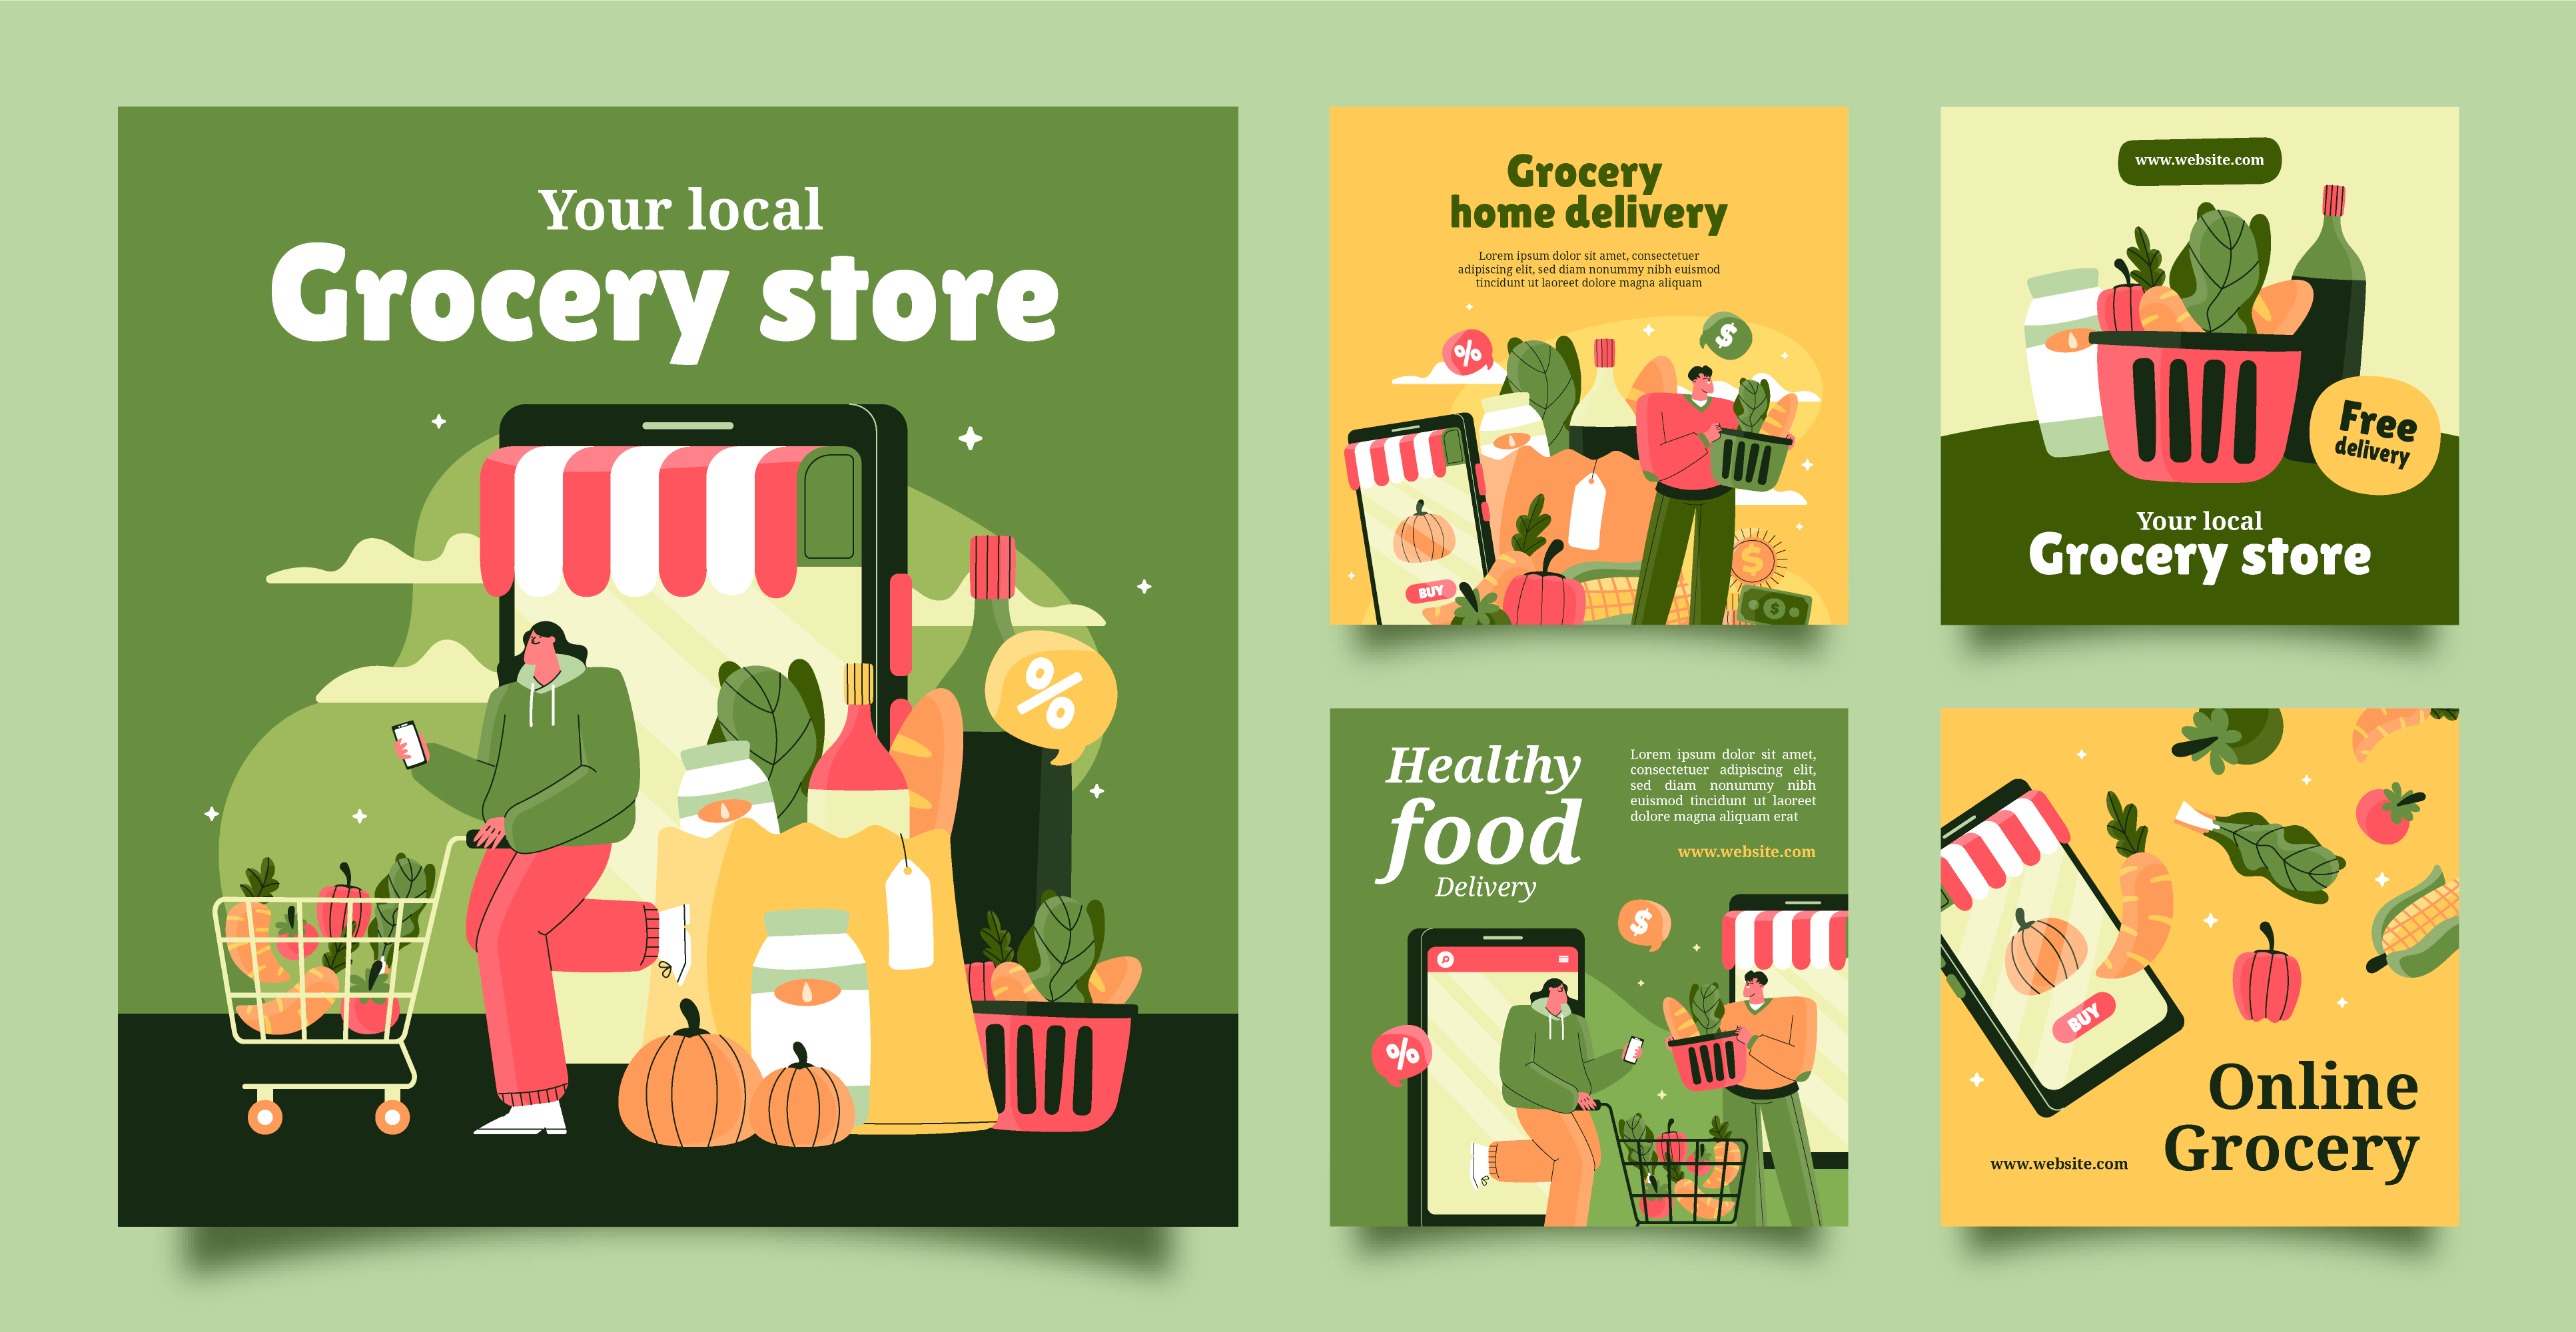 Your local
Grocery store
%
Grocery
home delivery
Lorem ipsum dolor sit amet, consectetuer
adipiscing elit, sed diam nonummy nibh euismod
tincidunt ut laoreet dolore magna aliquam
%
$
BUY
$
$
www.website.com
Free
delivery
Your local
Grocery store
Healthy
food
Delivery
Lorem ipsum dolor sit amet,
consectetuer adipiscing elit,
sed diam nonummy nibh
euismod tincidunt ut laoreet
dolore magna aliquam erat
www.website.com
$
%
BUY
Online
Grocery
www.website.com